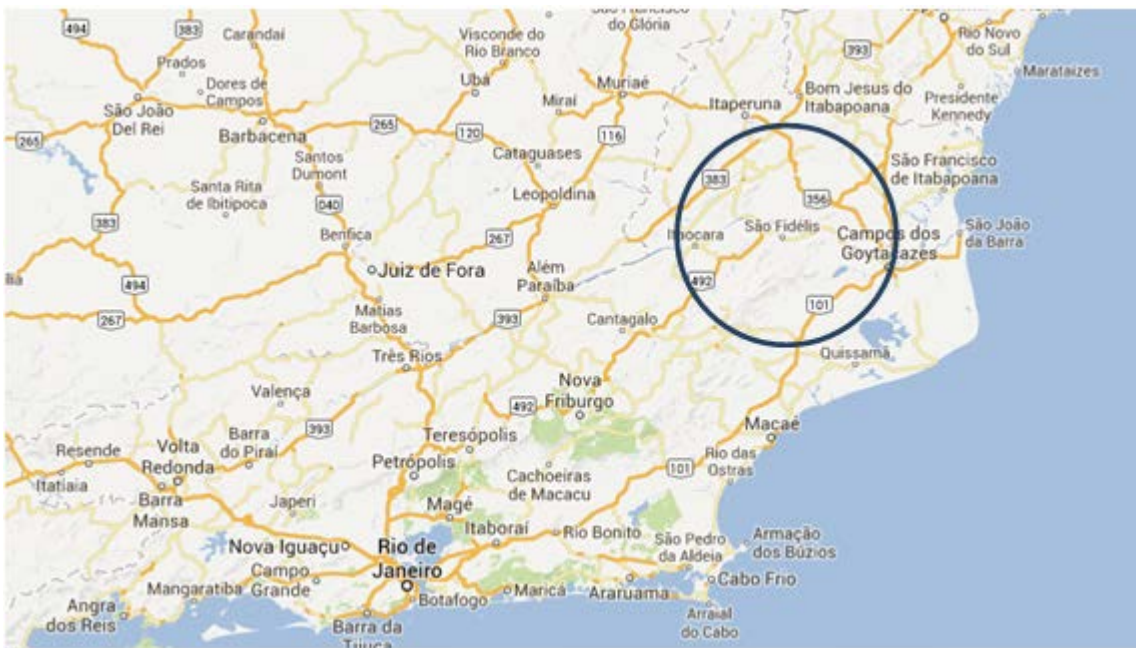 São Francisco
do Glória
494
383
Carandaí
Visconde do
Rio Branco
393
Rio Novo
do Sul
Prados
Dores de
Campos
Ubá
Muriaé
Marataizes
São João
Del Rei
Miraí
Itaperuna
Bom Jesus do
Itabapoana
Presidente
Kennedy
265
Barbacena
265
120
116
Santos
Dumont
Cataguases
383
São Francisco
de Itabapoana
Santa Rita
de Ibitipoca
040
Leopoldina
356
383
Benfica
267
Itaocara
São Fidélis
Campos dos
Goytacazes
São João
da Barra
Juiz de Fora
Além
Paraíba
494
492
267
Matias
Barbosa
393
Cantagalo
101
Três Rios
Quissamã
Valença
Nova
Friburgo
492
393
Teresópolis
Macaé
Resende
Volta
Redonda
Barra
do Piraí
Petrópolis
Cachoeiras
de Macacu
101
Rio das
Ostras
Itatiaia
Barra
Mansa
Japeri
Magé
Itaboraí
Rio Bonito
São Pedro
da Aldeia
Armação
dos Búzios
Nova Iguaçu
Rio de
Janeiro
Campo
Grande
Mangaratiba
Botafogo
Maricá
Araruama
Cabo Frio
Angra
dos Reis
Barra da
Tijuca
Arraial
do Cabo